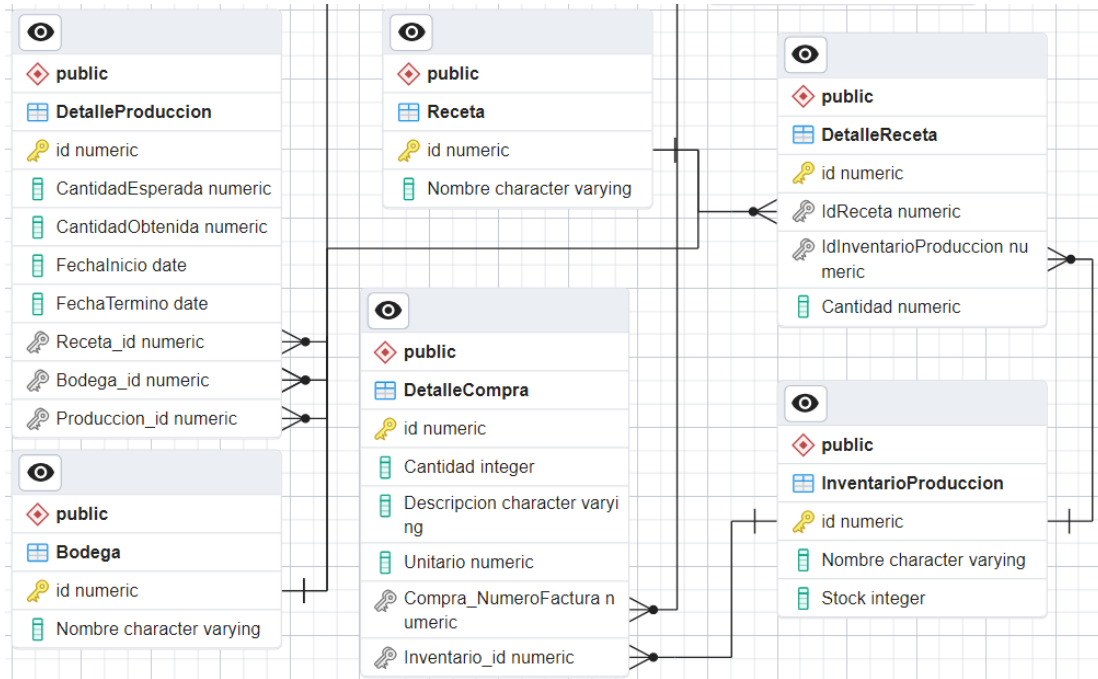 public
DetalleProduccion
id numeric
CantidadEsperada numeric
CantidadObtenida numeric
FechaInicio date
FechaTermino date
Receta_id numeric
Bodega_id numeric
Produccion_id numeric
public
Bodega
id numeric
Nombre character varying
public
Receta
id numeric
Nombre character varying
public
DetalleCompra
id numeric
Cantidad integer
Descripcion character varyi
ng
Unitario numeric
Compra_NumeroFactura n
umeric
Inventario_id numeric
public
DetalleReceta
id numeric
IdReceta numeric
IdInventarioProduccion nu
meric
Cantidad numeric
public
InventarioProduccion
id numeric
Nombre character varying
Stock integer